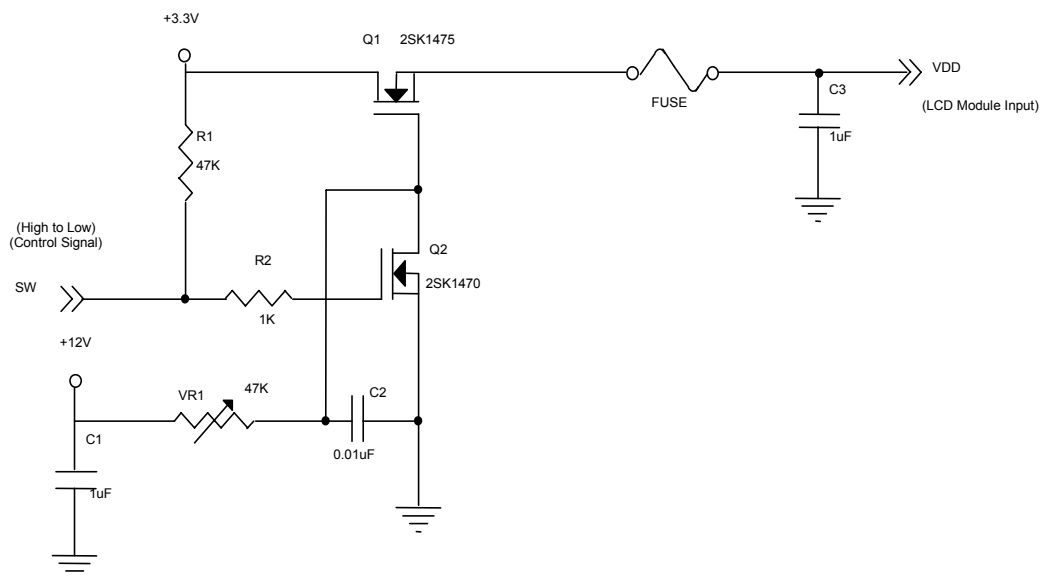 +3.3V
Q1 2SK1475
FUSE
C3
1uF
VDD
(LCD Module Input)
R1
47K
(High to Low)
(Control Signal)
SW
R2
1K
Q2
2SK1470
+12V
VR1
47K
C1
1uF
C2
0.01uF